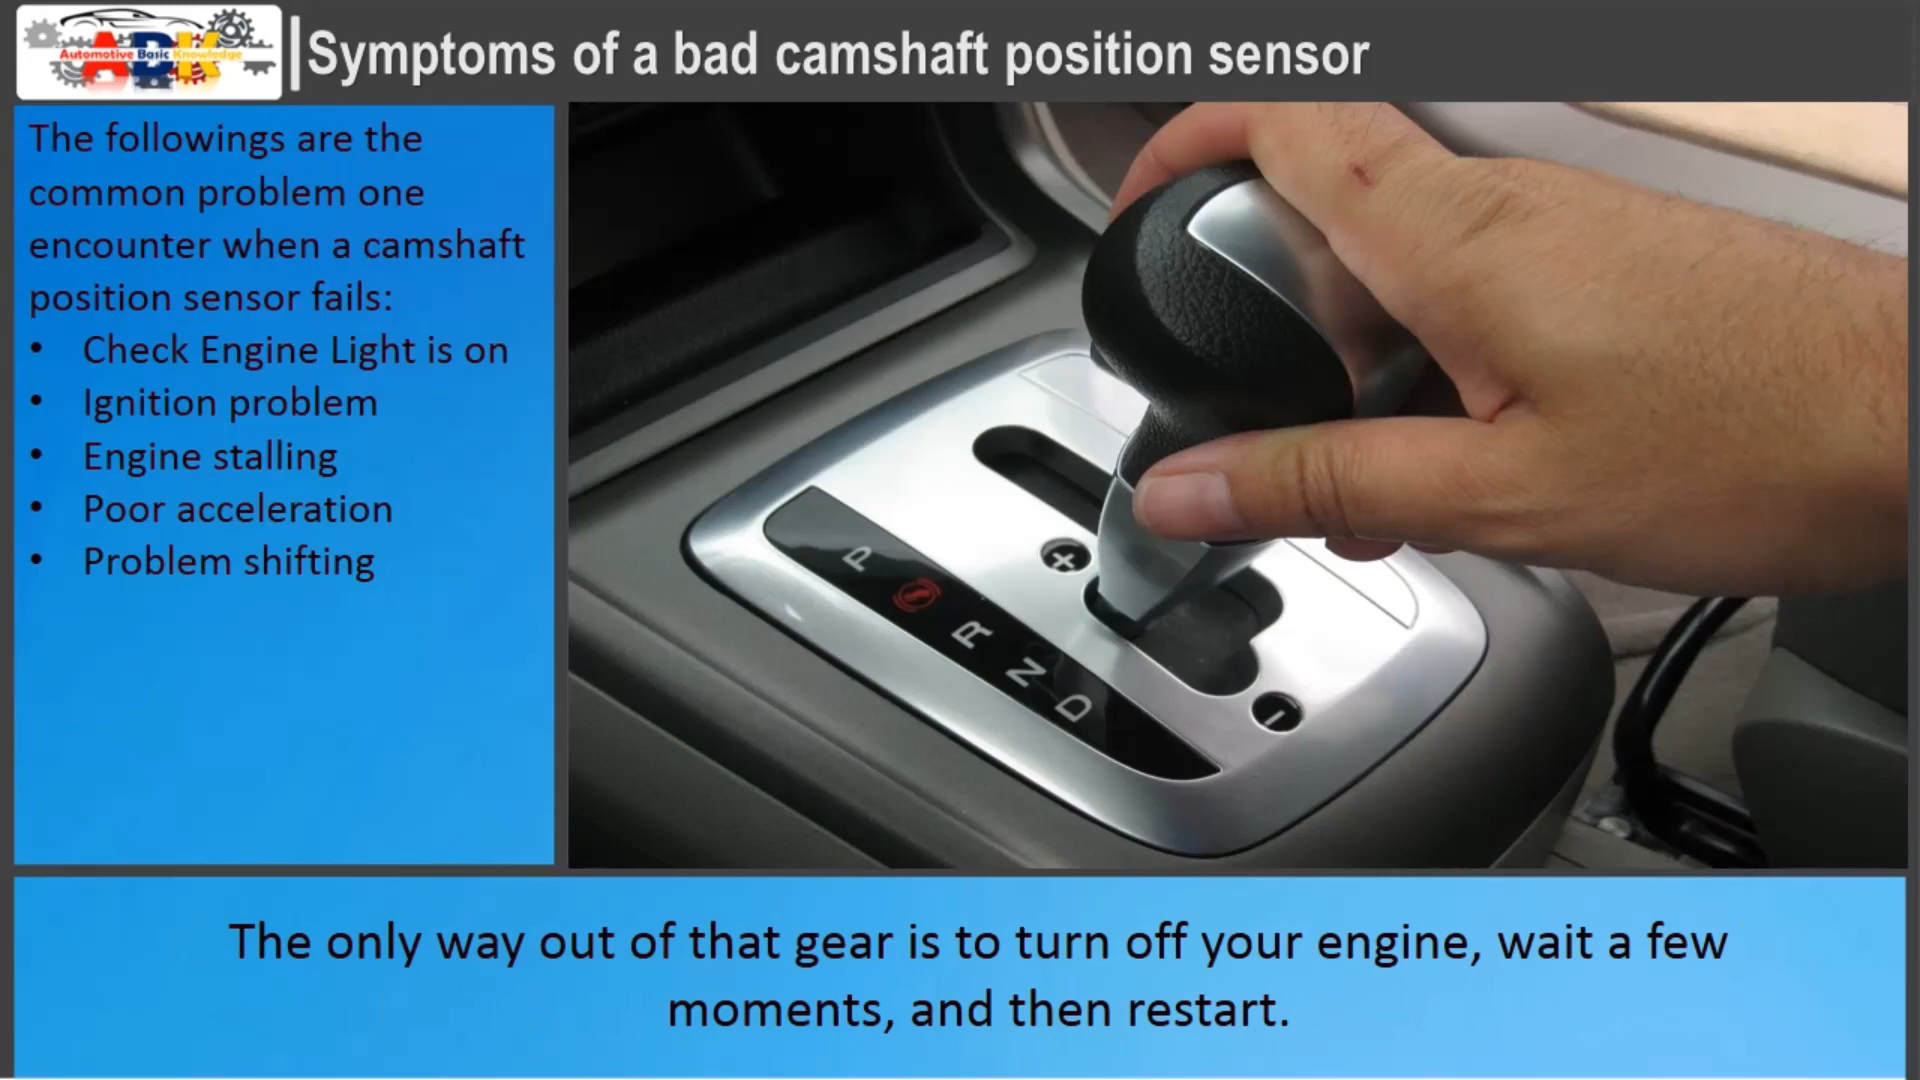 ABK
Automotive Basic Knowledge
Symptoms of a bad camshaft position sensor
The followings are the
common problem one
encounter when a camshaft
position sensor fails:
• Check Engine Light is on
• Ignition problem
• Engine stalling
• Poor acceleration
• Problem shifting
P
R
N
D
+
-
The only way out of that gear is to turn off your engine, wait a few
moments, and then restart.